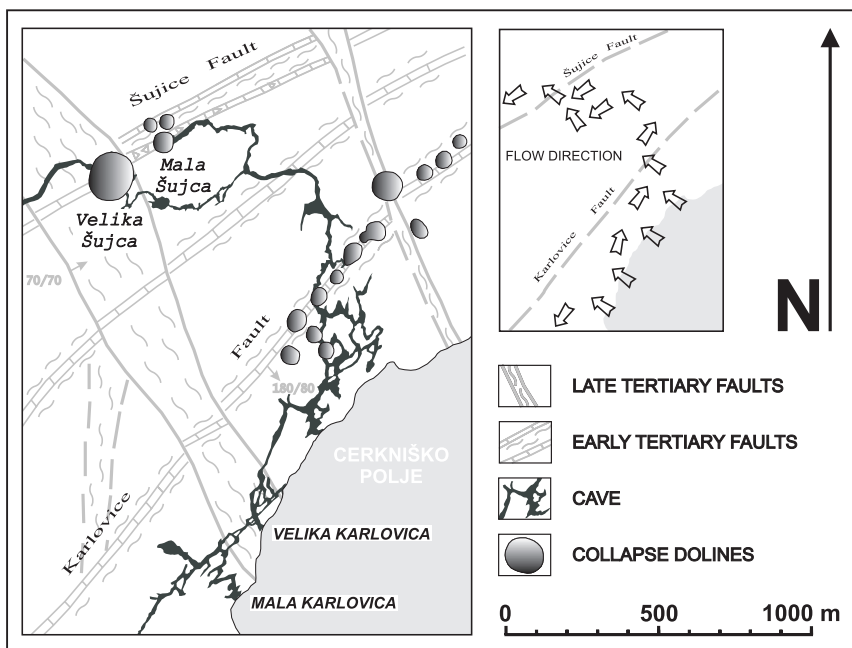 Šujice Fault
Mala
Šujca
Velika
Šujca
70/70
Fault
180/80
Karlovice
CERKNIŠKO
POLJE
VELIKA KARLOVICA
MALA KARLOVICA
Šujice Fault
FLOW DIRECTION
Karlovice Fault
N
LATE TERTIARY FAULTS
EARLY TERTIARY FAULTS
CAVE
COLLAPSE DOLINES
0 500 1000 m